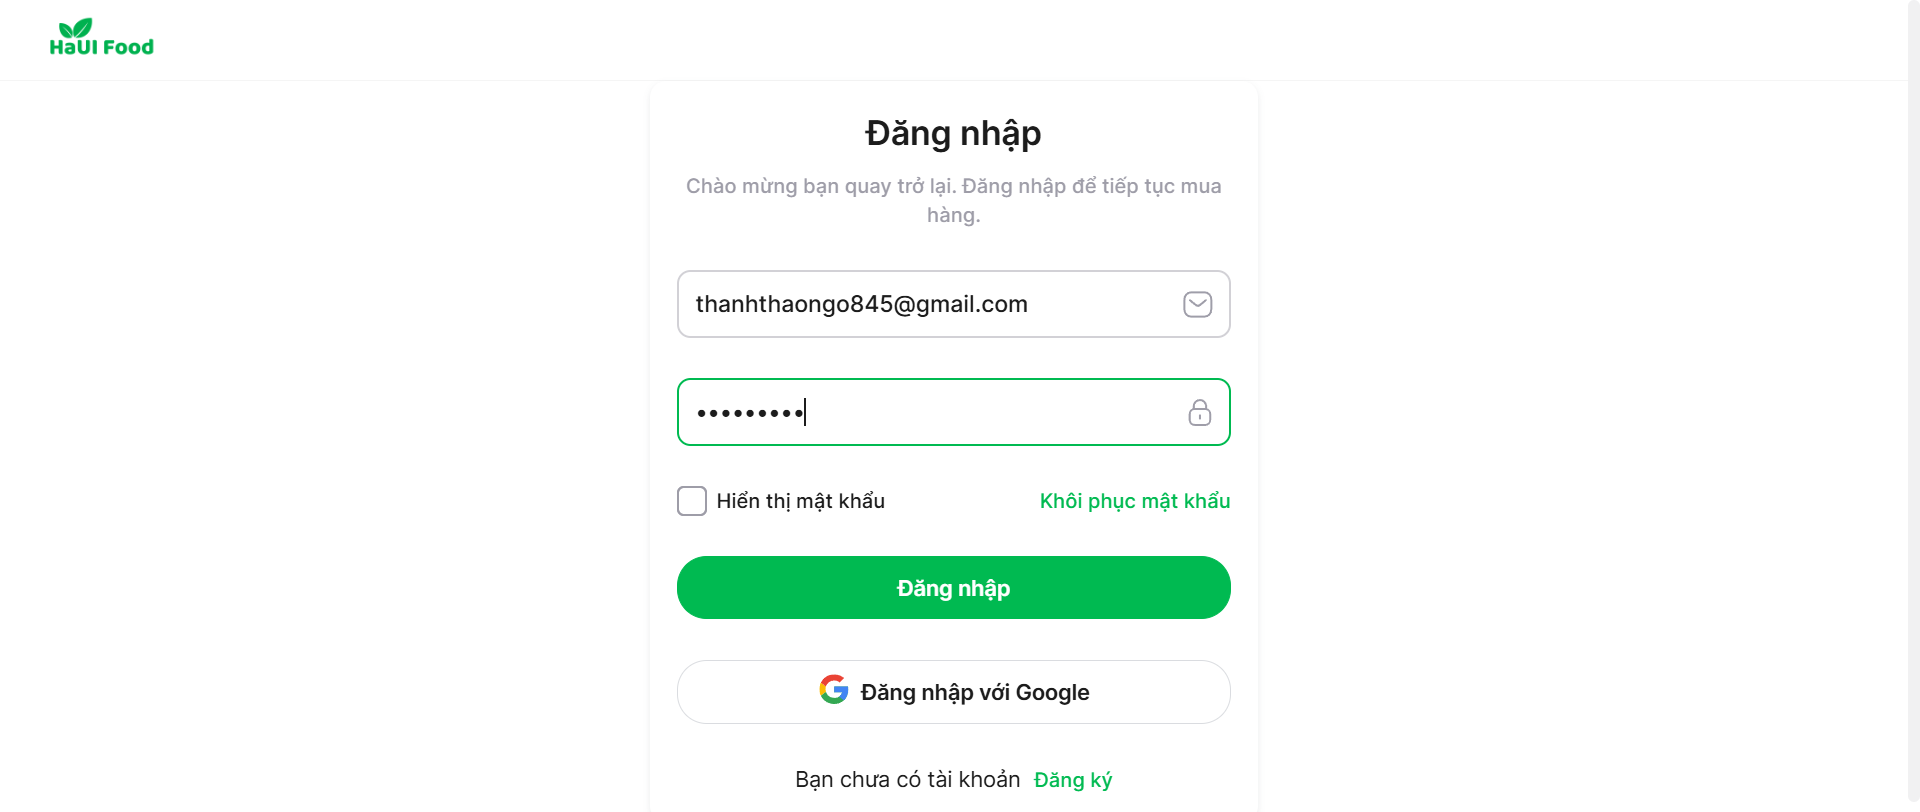 HaUI Food
Đăng nhập
Chào mừng bạn quay trở lại. Đăng nhập để tiếp tục mua
hàng.
thanhthaongo845@gmail.com
•••••••••
Hiển thị mật khẩu
Khôi phục mật khẩu
Đăng nhập
Đăng nhập với Google
Bạn chưa có tài khoản Đăng ký